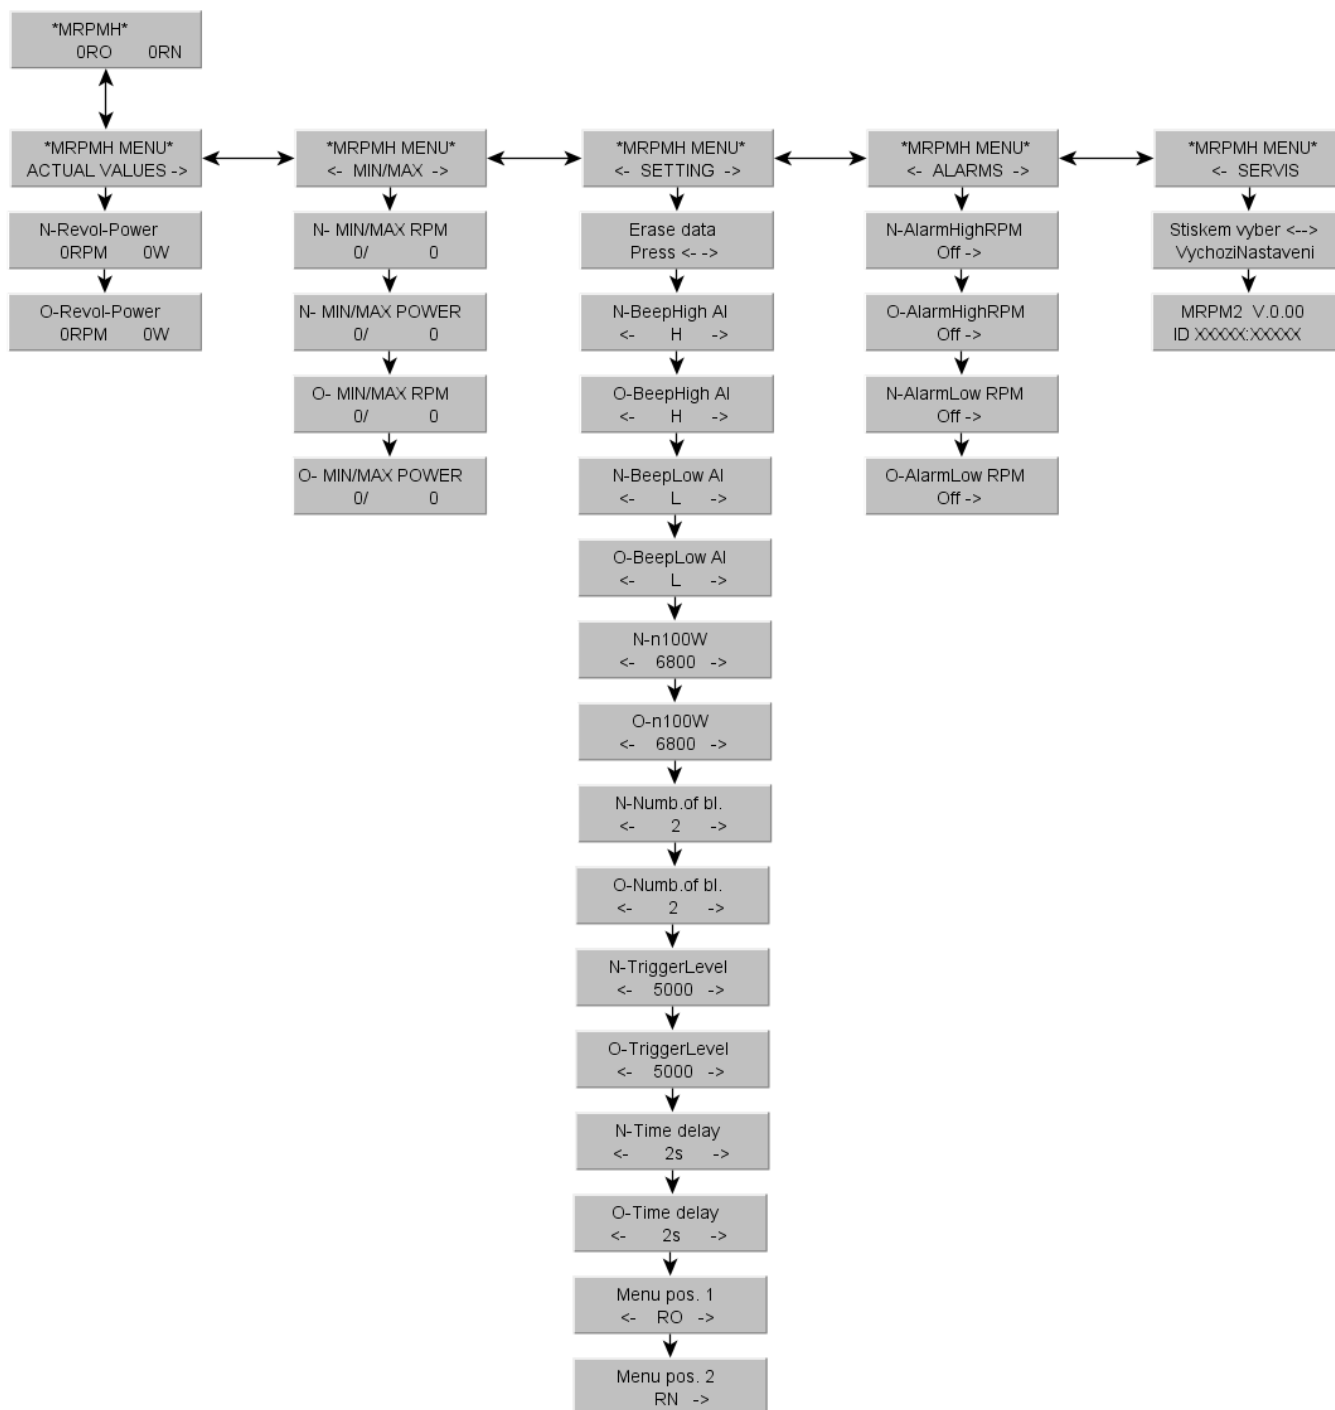 *MRPMH*
0RO 0RN
*MRPMH MENU*
ACTUAL VALUES ->
N-Revol-Power
0RPM 0W
O-Revol-Power
0RPM 0W
*MRPMH MENU*
<- MIN/MAX ->
N- MIN/MAX RPM
0/ 0
N- MIN/MAX POWER
0/ 0
O- MIN/MAX RPM
0/ 0
O- MIN/MAX POWER
0/ 0
*MRPMH MENU*
<- SETTING ->
Erase data
Press <- ->
N-BeepHigh Al
<- H ->
O-BeepHigh Al
<- H ->
N-BeepLow Al
<- L ->
O-BeepLow Al
<- L ->
N-n100W
<- 6800 ->
O-n100W
<- 6800 ->
N-Numb.of bl.
<- 2 ->
O-Numb.of bl.
<- 2 ->
N-TriggerLevel
<- 5000 ->
O-TriggerLevel
<- 5000 ->
N-Time delay
<- 2s ->
O-Time delay
<- 2s ->
Menu pos. 1
<- RO ->
Menu pos. 2
RN ->
*MRPMH MENU*
<- ALARMS ->
N-AlarmHighRPM
Off ->
O-AlarmHighRPM
Off ->
N-AlarmLow RPM
Off ->
O-AlarmLow RPM
Off ->
*MRPMH MENU*
<- SERVIS
Stiskem vyber <-->
VychoziNastaveni
MRPM2 V.0.00
ID XXXXX:XXXXX